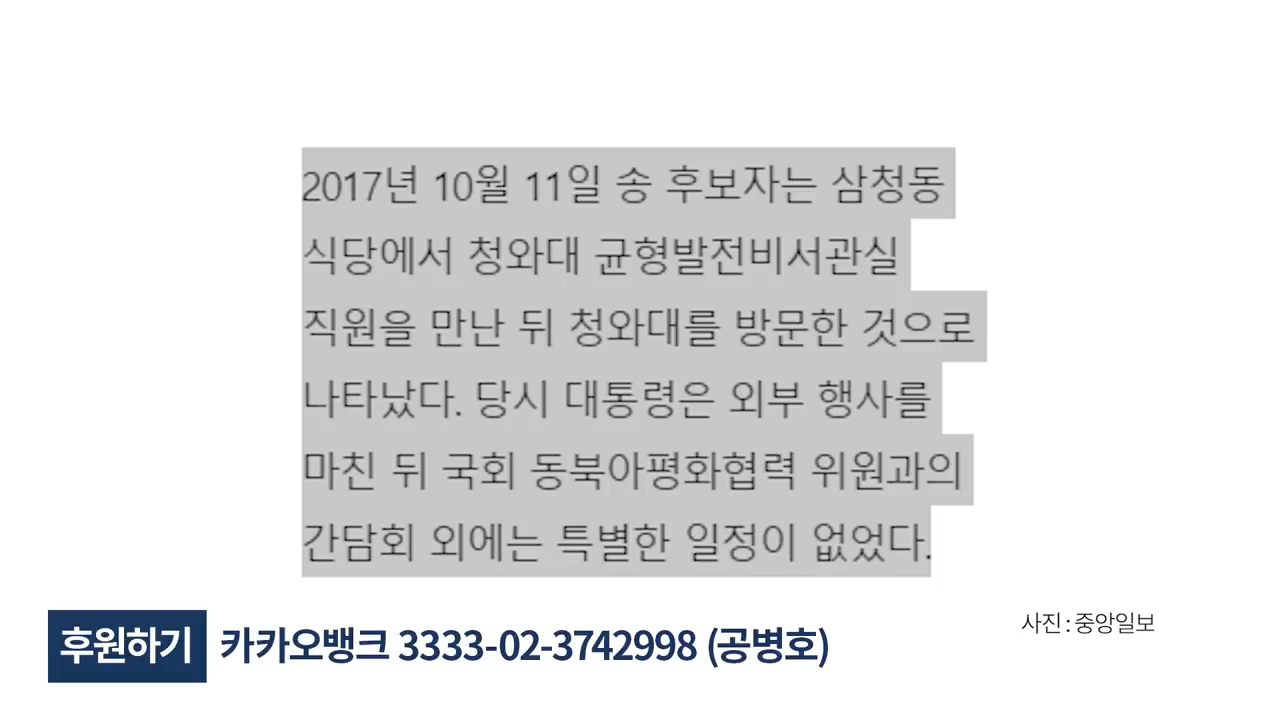 2017년 10월 11일 송 후보자는 삼청동
식당에서 청와대 균형발전비서관실
직원을 만난 뒤 청와대를 방문한 것으로
나타났다. 당시 대통령은 외부 행사를
마친 뒤 국회 동북아평화협력 위원과의
간담회 외에는 특별한 일정이 없었다.
사진 : 중앙일보
후원하기 카카오뱅크 3333-02-3742998 (공병호)